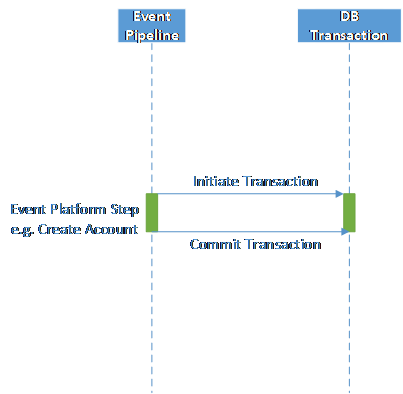 Event
Pipeline
DB
Transaction
Initiate Transaction
Event Platform Step
e.g. Create Account
Commit Transaction